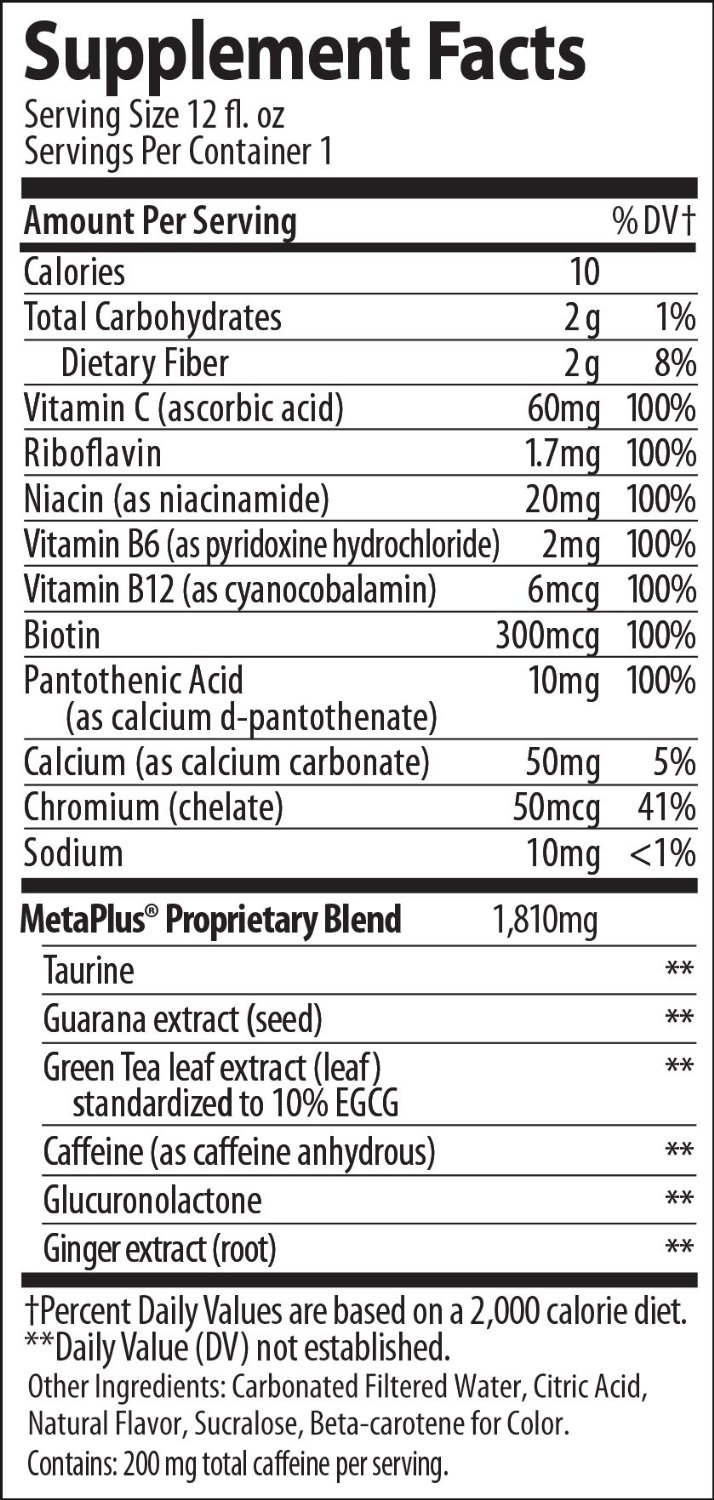 Supplement Facts
Serving Size 12 fl. oz
Servings Per Container 1
Amount Per Serving % DV†
Calories 10
Total Carbohydrates 2 g 1%
Dietary Fiber 2 g 8%
Vitamin C (ascorbic acid) 60mg 100%
Riboflavin 1.7mg 100%
Niacin (as niacinamide) 20mg 100%
Vitamin B6 (as pyridoxine hydrochloride) 2mg 100%
Vitamin B12 (as cyanocobalamin) 6mcg 100%
Biotin 300mcg 100%
Pantothenic Acid 10mg 100%
(as calcium d-pantothenate)
Calcium (as calcium carbonate) 50mg 5%
Chromium (chelate) 50mcg 41%
Sodium 10mg <1%
MetaPlus® Proprietary Blend 1,810mg
Taurine **
Guarana extract (seed) **
Green Tea leaf extract (leaf) **
standardized to 10% EGCG
Caffeine (as caffeine anhydrous) **
Glucuronolactone **
Ginger extract (root) **
†Percent Daily Values are based on a 2,000 calorie diet.
**Daily Value (DV) not established.
Other Ingredients: Carbonated Filtered Water, Citric Acid,
Natural Flavor, Sucralose, Beta-carotene for Color.
Contains: 200 mg total caffeine per serving.